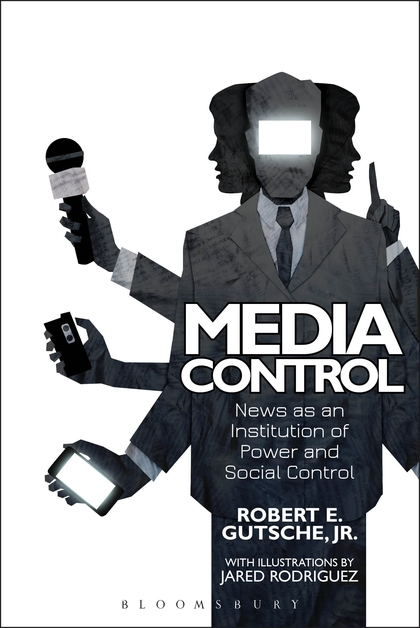 MEDIA
CONTROL
News as an
Institution of
Power and
Social Control
ROBERT E.
GUTSCHE, JR.
WITH ILLUSTRATIONS BY
JARED RODRIGUEZ
BLOOMSBURY